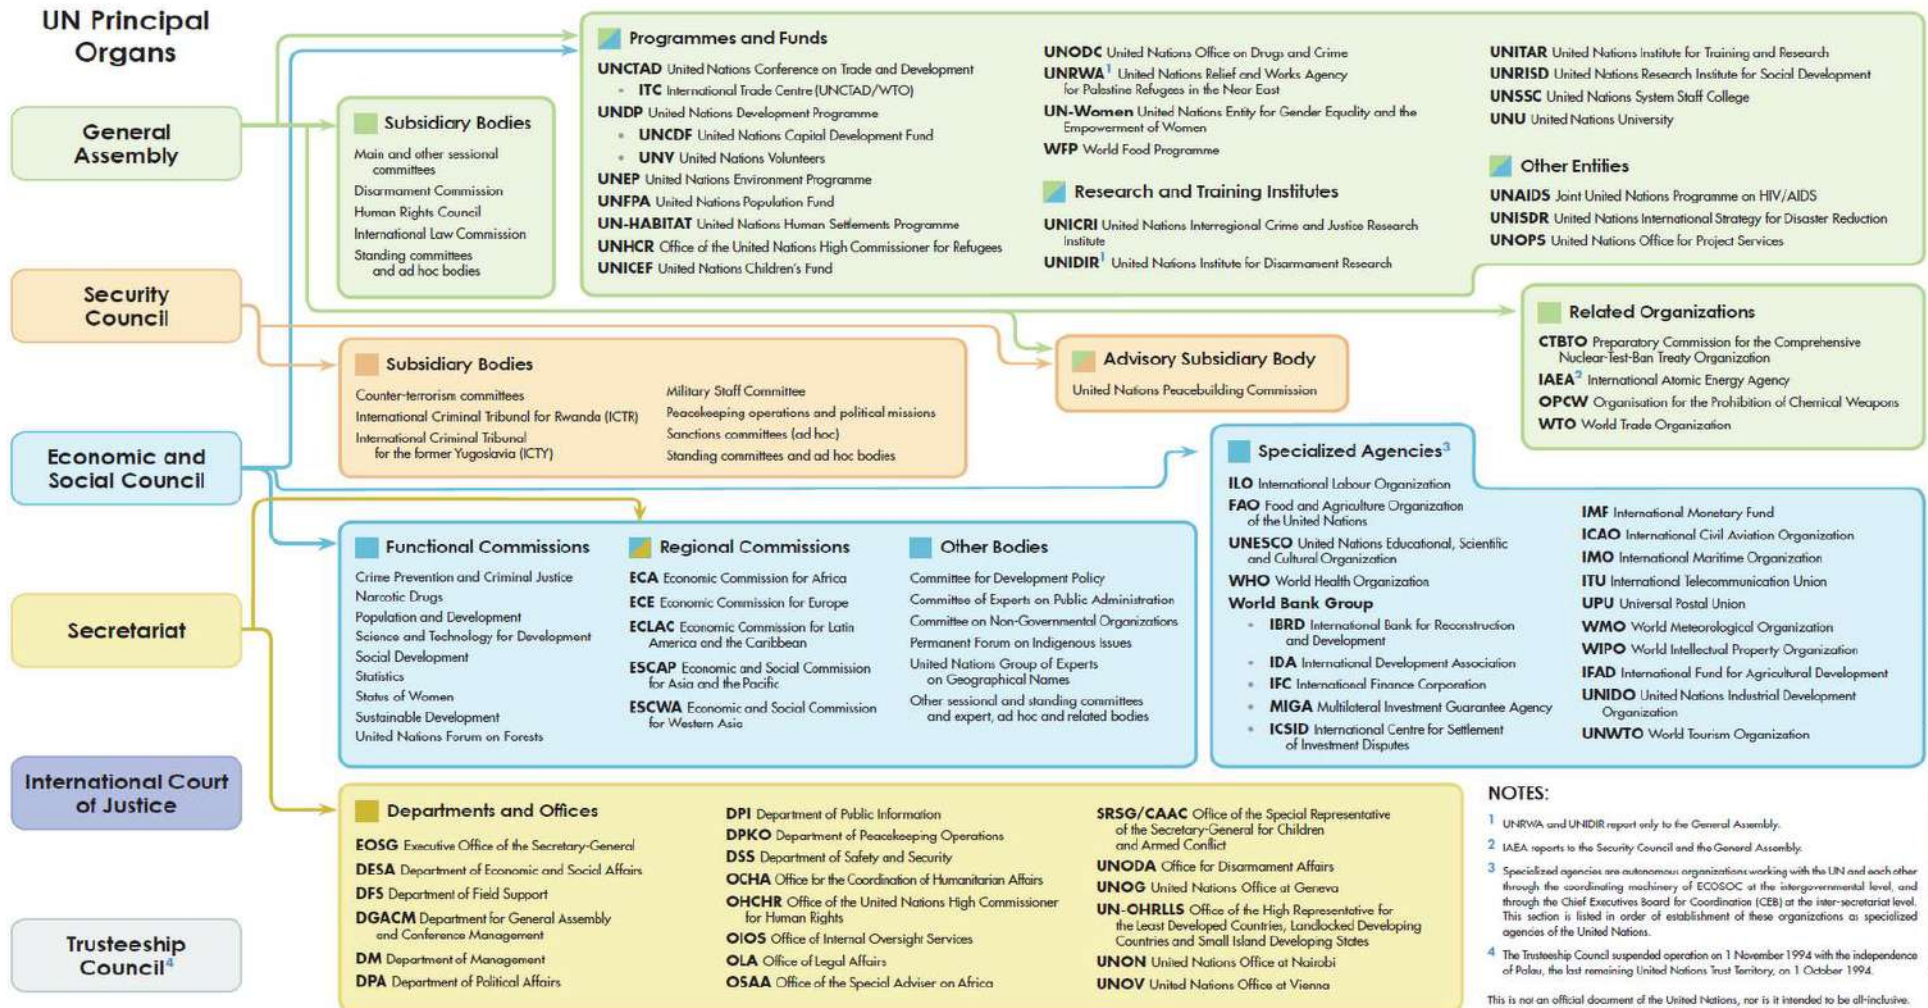 UN Principal
Organs
General
Assembly
Security
Council
Economic and
Social Council
Secretariat
International Court
of Justice
Trusteeship
Council4
Subsidiary Bodies
Main and other sessional
committees
Disarmament Commission
Human Rights Council
International Law Commission
Standing committees
and ad hoc bodies
Programmes and Funds
UNCTAD United Nations Conference on Trade and Development
• ITC International Trade Centre (UNCTAD/WTO)
UNDP United Nations Development Programme
• UNCDF United Nations Capital Development Fund
• UNV United Nations Volunteers
UNEP United Nations Environment Programme
UNFPA United Nations Population Fund
UN-HABITAT United Nations Human Settlements Programme
UNHCR Office of the United Nations High Commissioner for Refugees
UNICEF United Nations Children's Fund
UNODC United Nations Office on Drugs and Crime
UNRWA1 United Nations Relief and Works Agency
for Palestine Refugees in the Near East
UN-Women United Nations Entity for Gender Equality and the
Empowerment of Women
WFP World Food Programme
Research and Training Institutes
UNICRI United Nations Interregional Crime and Justice Research
Institute
UNIDIR1 United Nations Institute for Disarmament Research
UNITAR United Nations Institute for Training and Research
UNRISD United Nations Research Institute for Social Development
UNSSC United Nations System Staff College
UNU United Nations University
Other Entities
UNAIDS Joint United Nations Programme on HIV/AIDS
UNISDR United Nations International Strategy for Disaster Reduction
UNOPS United Nations Office for Project Services
Related Organizations
CTBTO Preparatory Commission for the Comprehensive
Nuclear-Test-Ban Treaty Organization
IAEA2 International Atomic Energy Agency
OPCW Organisation for the Prohibition of Chemical Weapons
WTO World Trade Organization
Subsidiary Bodies
Counter-terrorism committees
International Criminal Tribunal for Rwanda (ICTR)
International Criminal Tribunal
for the former Yugoslavia (ICTY)
Military Staff Committee
Peacekeeping operations and political missions
Sanctions committees (ad hoc)
Standing committees and ad hoc bodies
Advisory Subsidiary Body
United Nations Peacebuilding Commission
Functional Commissions
Crime Prevention and Criminal Justice
Narcotic Drugs
Population and Development
Science and Technology for Development
Social Development
Statistics
Status of Women
Sustainable Development
United Nations Forum on Forests
Regional Commissions
ECA Economic Commission for Africa
ECE Economic Commission for Europe
ECLAC Economic Commission for Latin
America and the Caribbean
ESCAP Economic and Social Commission
for Asia and the Pacific
ESCWA Economic and Social Commission
for Western Asia
Other Bodies
Committee for Development Policy
Committee of Experts on Public Administration
Committee on Non-Governmental Organizations
Permanent Forum on Indigenous Issues
United Nations Group of Experts
on Geographical Names
Other sessional and standing committees
and expert, ad hoc and related bodies
Specialized Agencies3
ILO International Labour Organization
FAO Food and Agriculture Organization
of the United Nations
UNESCO United Nations Educational, Scientific
and Cultural Organization
WHO World Health Organization
World Bank Group
• IBRD International Bank for Reconstruction
and Development
• IDA International Development Association
• IFC International Finance Corporation
• MIGA Multilateral Investment Guarantee Agency
• ICSID International Centre for Settlement
of Investment Disputes
IMF International Monetary Fund
ICAO International Civil Aviation Organization
IMO International Maritime Organization
ITU International Telecommunication Union
UPU Universal Postal Union
WMO World Meteorological Organization
WIPO World Intellectual Property Organization
IFAD International Fund for Agricultural Development
UNIDO United Nations Industrial Development
Organization
UNWTO World Tourism Organization
Departments and Offices
EOSG Executive Office of the Secretary-General
DESA Department of Economic and Social Affairs
DFS Department of Field Support
DGACM Department for General Assembly
and Conference Management
DM Department of Management
DPA Department of Political Affairs
DPI Department of Public Information
DPKO Department of Peacekeeping Operations
DSS Department of Safety and Security
OCHA Office for the Coordination of Humanitarian Affairs
OHCHR Office of the United Nations High Commissioner
for Human Rights
OIOS Office of Internal Oversight Services
OLA Office of Legal Affairs
OSAA Office of the Special Adviser on Africa
SRSG/CAAC Office of the Special Representative
of the Secretary-General for Children
and Armed Conflict
UNODA Office for Disarmament Affairs
UNOG United Nations Office at Geneva
UN-OHRLLS Office of the High Representative for
the Least Developed Countries, Landlocked Developing
Countries and Small Island Developing States
UNON United Nations Office at Nairobi
UNOV United Nations Office at Vienna
NOTES:
1 UNRWA and UNIDIR report only to the General Assembly.
2 IAEA reports to the Security Council and the General Assembly.
3 Specialized agencies are autonomous organizations working with the UN and each other
through the coordinating machinery of ECOSOC at the intergovernmental level, and
through the Chief Executives Board for Coordination (CEB) at the inter-secretariat level.
This section is listed in order of establishment of these organizations as specialized
agencies of the United Nations.
4 The Trusteeship Council suspended operation on 1 November 1994 with the independence
of Palau, the last remaining United Nations Trust Territory, on 1 October 1994.
This is not an official document of the United Nations, nor is it intended to be all-inclusive.